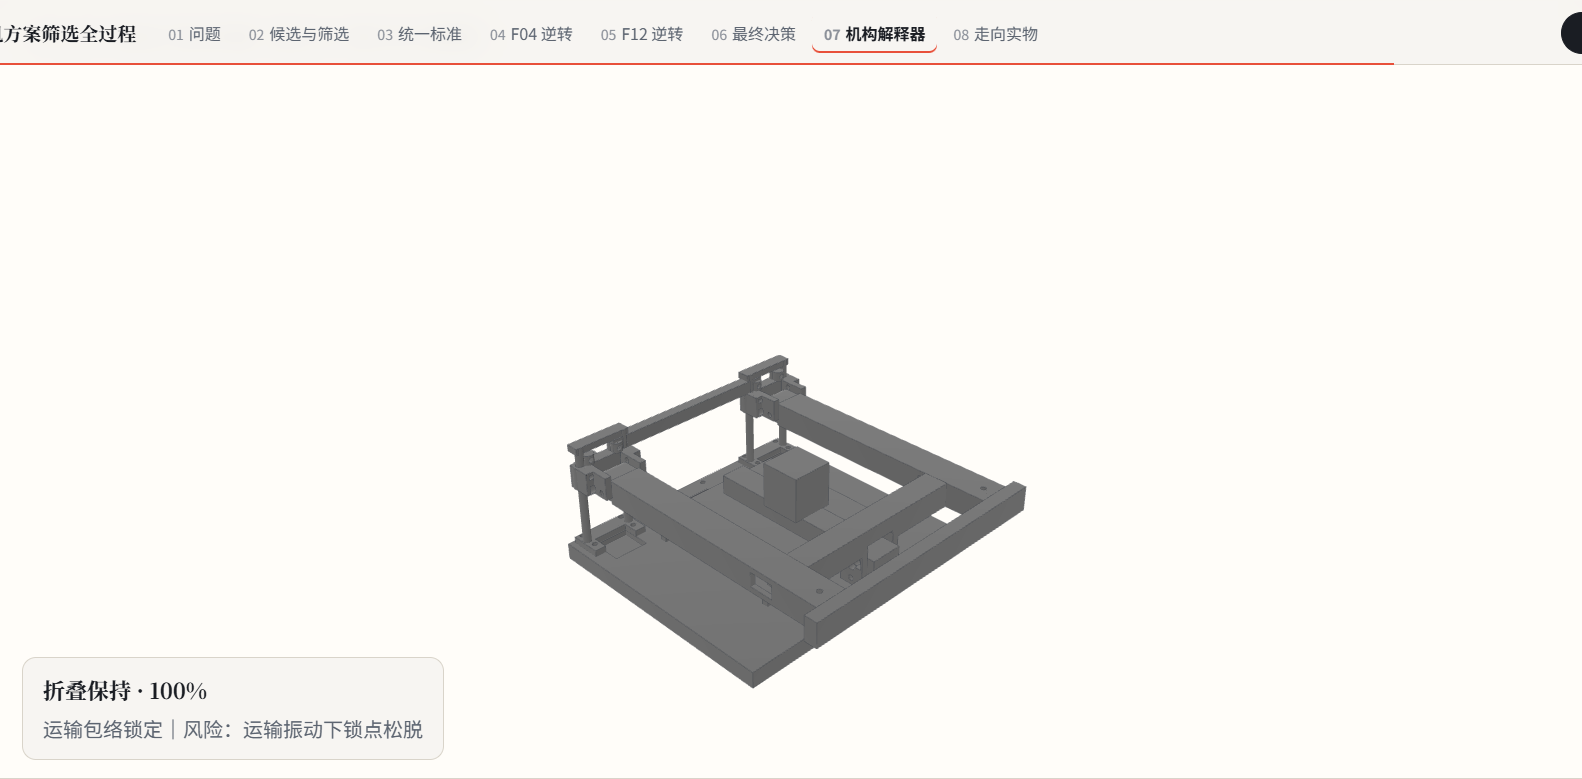 方案筛选全过程
01 问题
02 候选与筛选
03 统一标准
04 F04 逆转
05 F12 逆转
06 最终决策
07 机构解释器
08 走向实物
折叠保持 · 100%
运输包络锁定｜风险：运输振动下锁点松脱